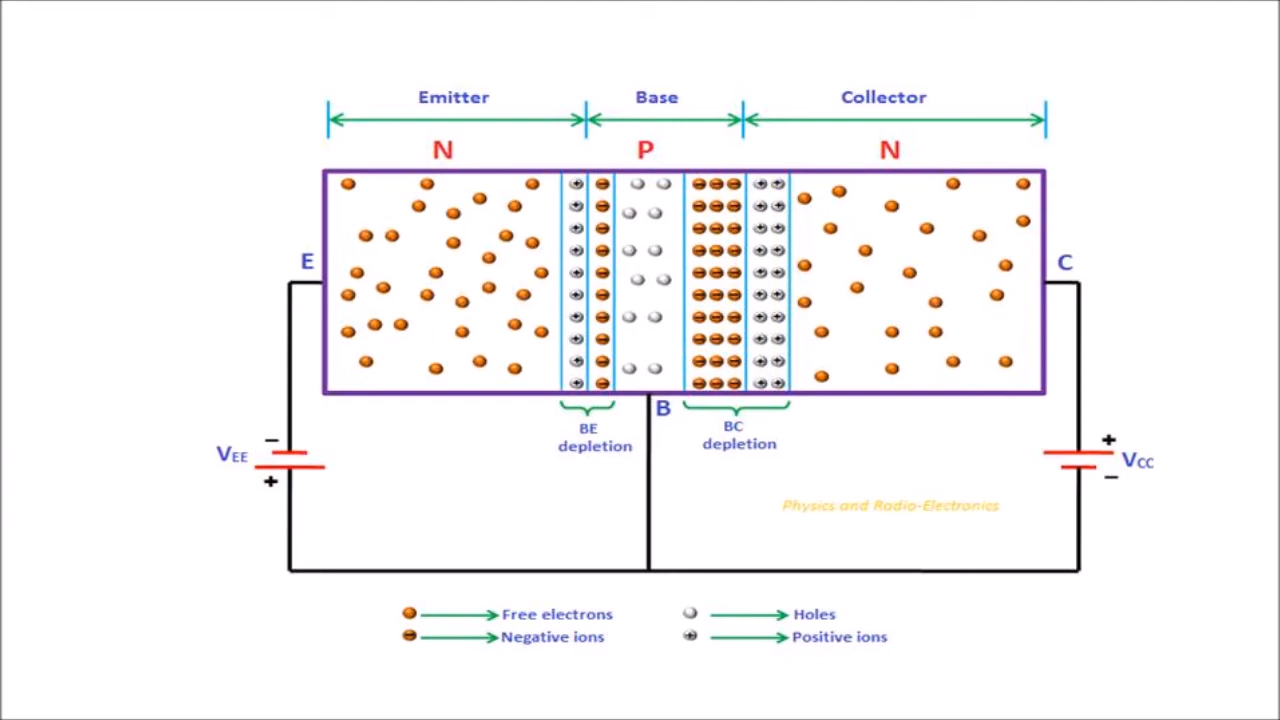 Emitter Base Collector
N P N
E C
B
BE
depletion
BC
depletion
− +
VEE VCC
+ −
Physics and Radio-Electronics
Free electrons Holes
Negative ions Positive ions